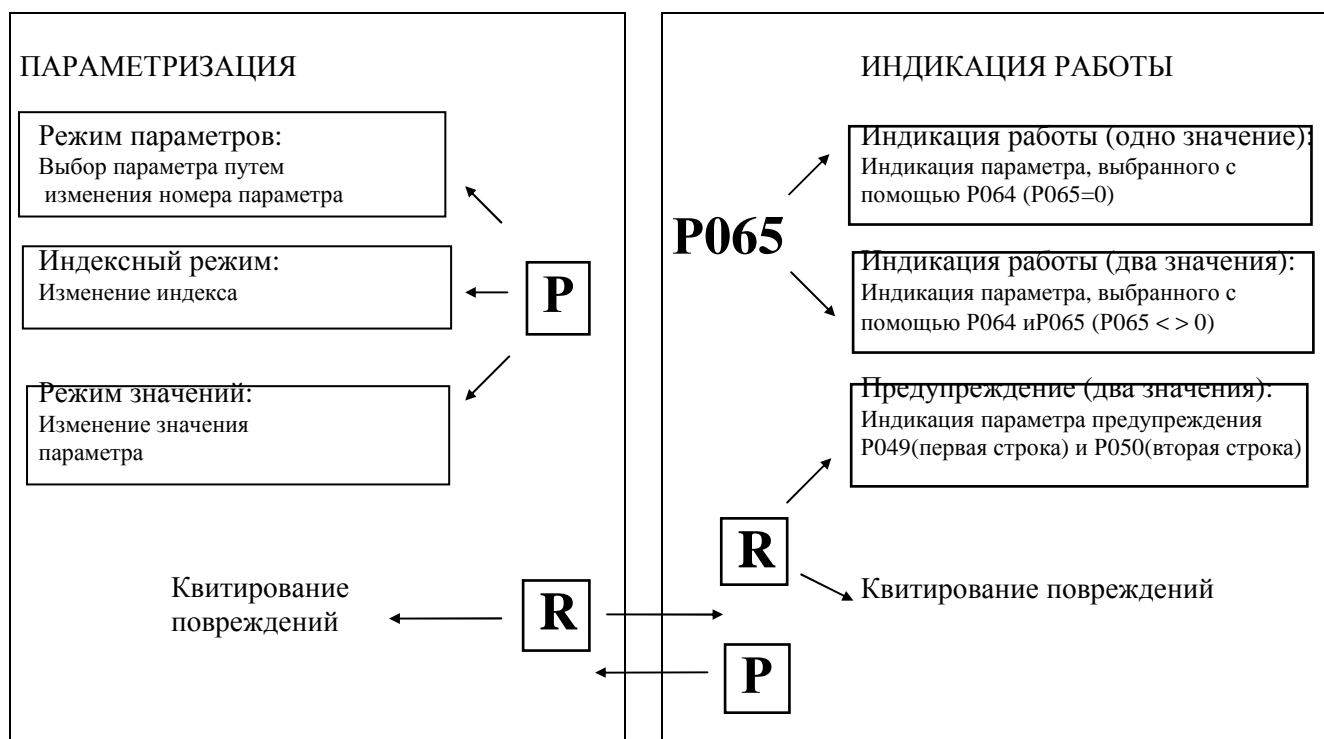 ПАРАМЕТРИЗАЦИЯ
Режим параметров:
Выбор параметра путем
изменения номера параметра
Индексный режим:
Изменение индекса
P
Режим значений:
Изменение значения
параметра
Квитирование
повреждений
R
ИНДИКАЦИЯ РАБОТЫ
Индикация работы (одно значение):
Индикация параметра, выбранного с
помощью P064 (P065=0)
P065
Индикация работы (два значения):
Индикация параметра, выбранного с
помощью P064 иP065 (P065 < > 0)
Предупреждение (два значения):
Индикация параметра предупреждения
P049(первая строка) и P050(вторая строка)
R
Квитирование повреждений
P